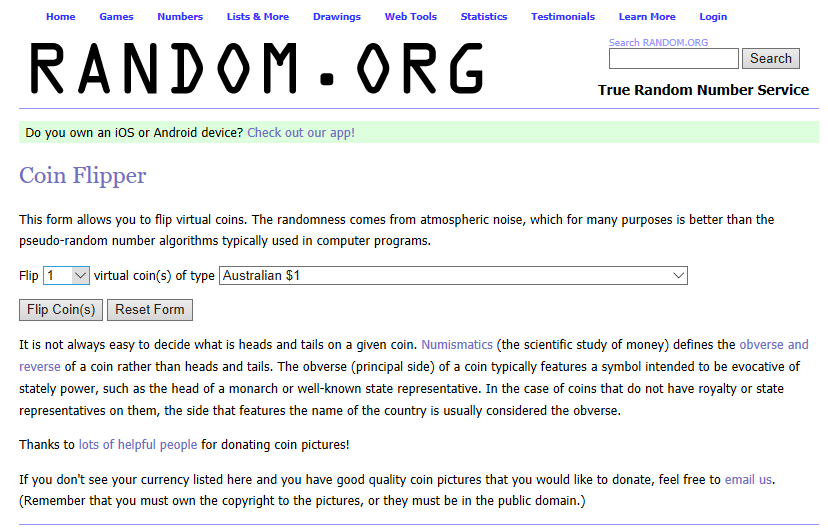 Home Games Numbers Lists & More Drawings Web Tools Statistics Testimonials Learn More Login
RANDOM.ORG
Search RANDOM.ORG
Search
True Random Number Service
Do you own an iOS or Android device? Check out our app!
Coin Flipper
This form allows you to flip virtual coins. The randomness comes from atmospheric noise, which for many purposes is better than the
pseudo-random number algorithms typically used in computer programs.
Flip 1 virtual coin(s) of type Australian $1
Flip Coin(s) Reset Form
It is not always easy to decide what is heads and tails on a given coin. Numismatics (the scientific study of money) defines the obverse and
reverse of a coin rather than heads and tails. The obverse (principal side) of a coin typically features a symbol intended to be evocative of
stately power, such as the head of a monarch or well-known state representative. In the case of coins that do not have royalty or state
representatives on them, the side that features the name of the country is usually considered the obverse.
Thanks to lots of helpful people for donating coin pictures!
If you don't see your currency listed here and you have good quality coin pictures that you would like to donate, feel free to email us.
(Remember that you must own the copyright to the pictures, or they must be in the public domain.)